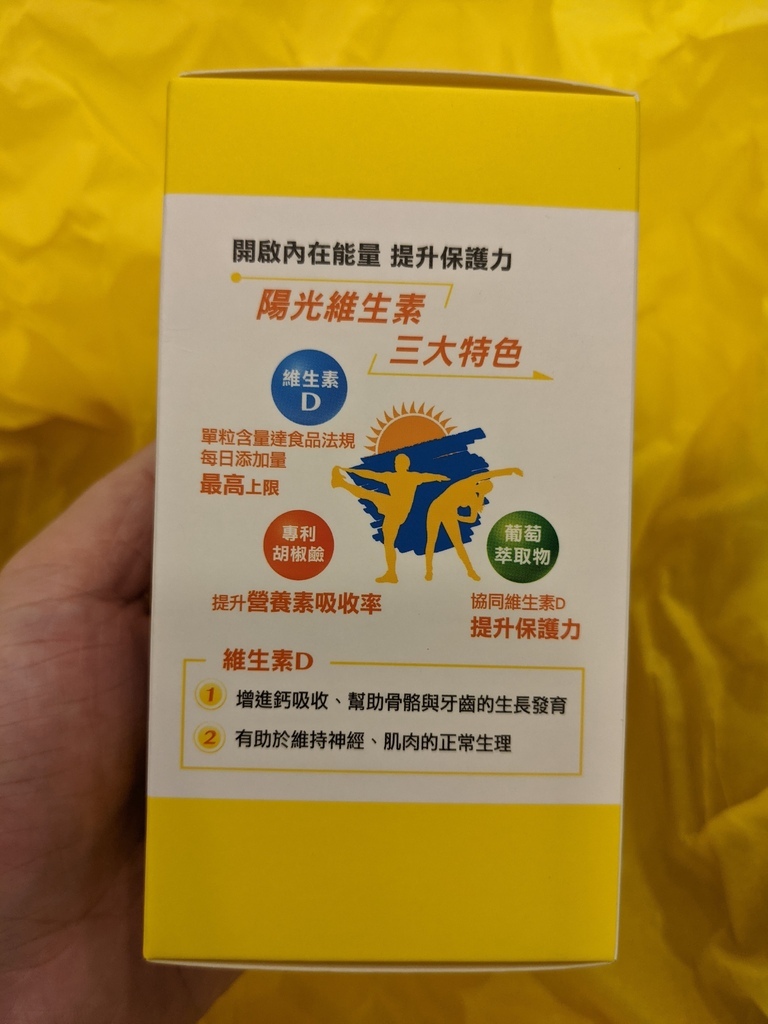 開啟內在能量 提升保護力
陽光維生素
三大特色
維生素
D
單粒含量達食品法規
每日添加量
最高上限
專利
胡椒鹼
提升營養素吸收率
葡萄
萃取物
協同維生素D
提升保護力
維生素D
1 增進鈣吸收、幫助骨骼與牙齒的生長發育
2 有助於維持神經、肌肉的正常生理